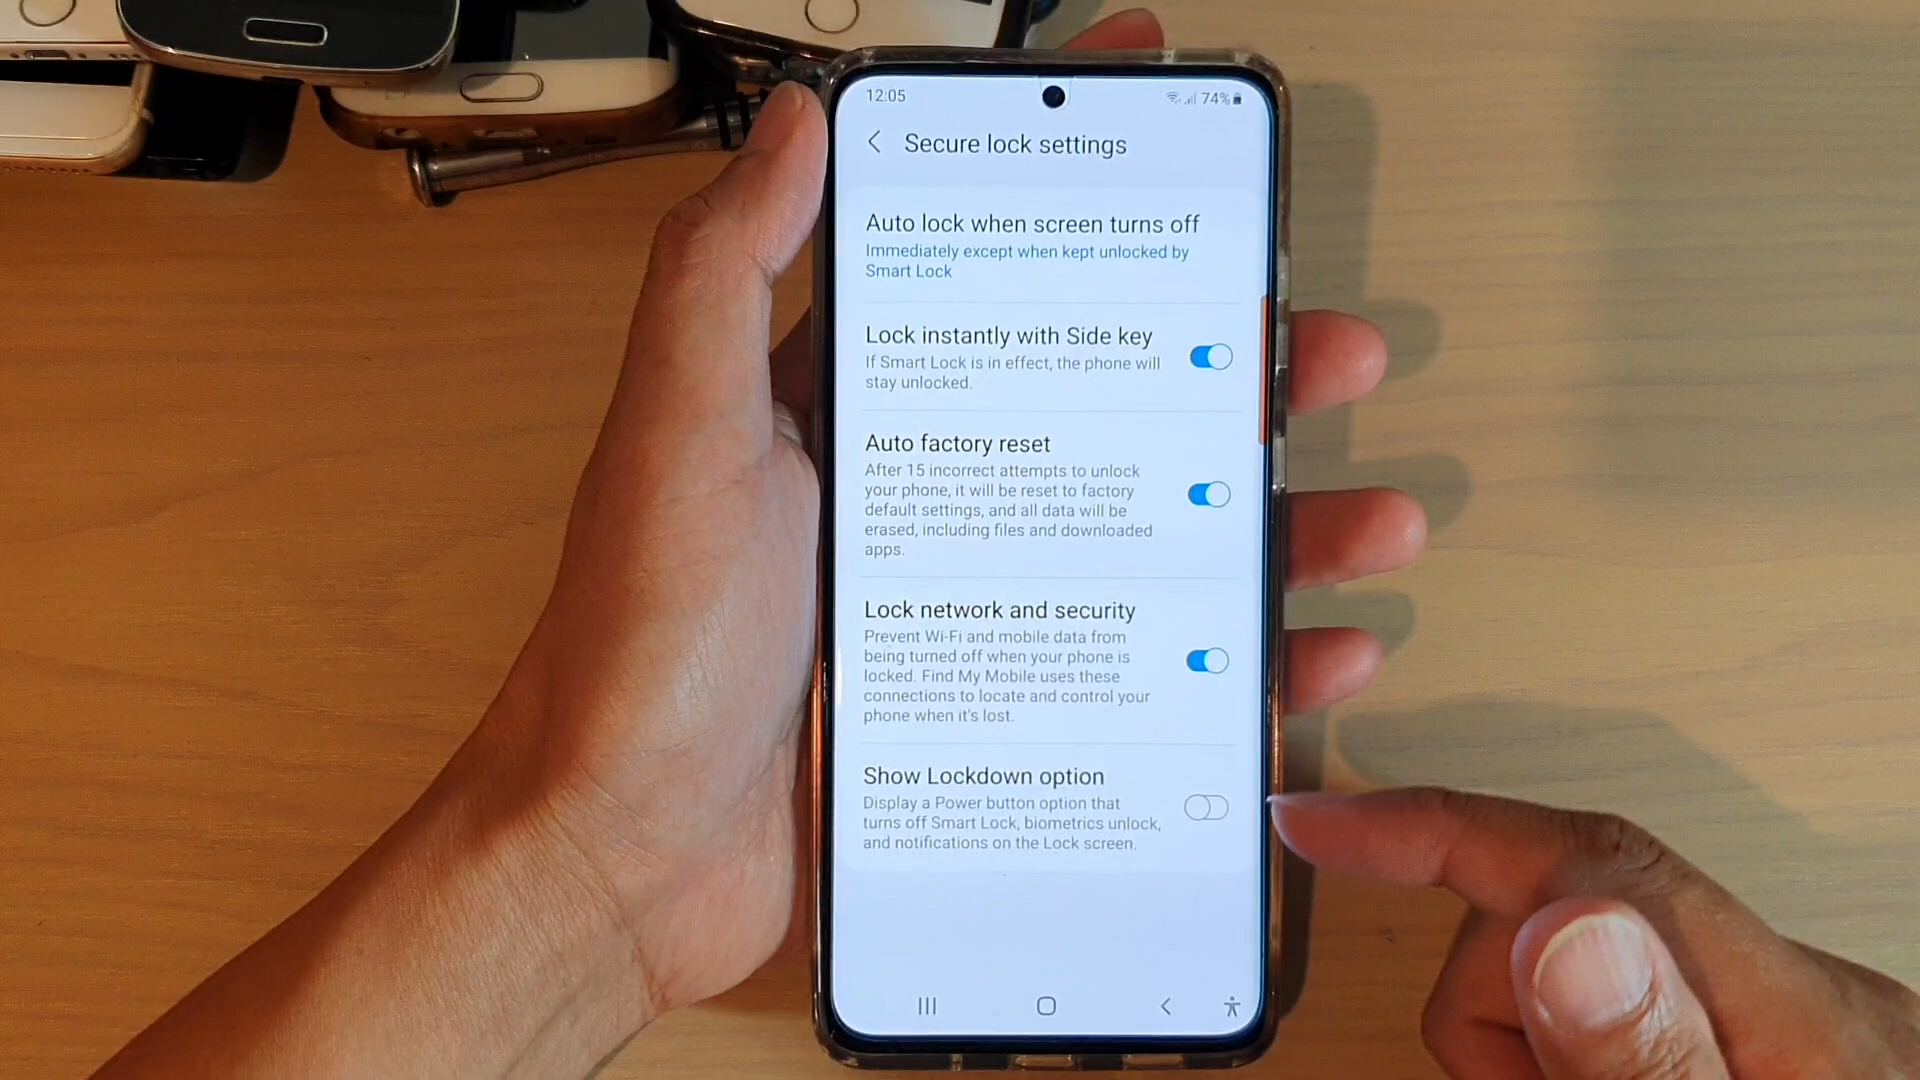 12:05
74%
Secure lock settings
Auto lock when screen turns off
Immediately except when kept unlocked by
Smart Lock
Lock instantly with Side key
If Smart Lock is in effect, the phone will
stay unlocked.
Auto factory reset
After 15 incorrect attempts to unlock
your phone, it will be reset to factory
default settings, and all data will be
erased, including files and downloaded
apps.
Lock network and security
Prevent Wi-Fi and mobile data from
being turned off when your phone is
locked. Find My Mobile uses these
connections to locate and control your
phone when it's lost.
Show Lockdown option
Display a Power button option that
turns off Smart Lock, biometrics unlock,
and notifications on the Lock screen.